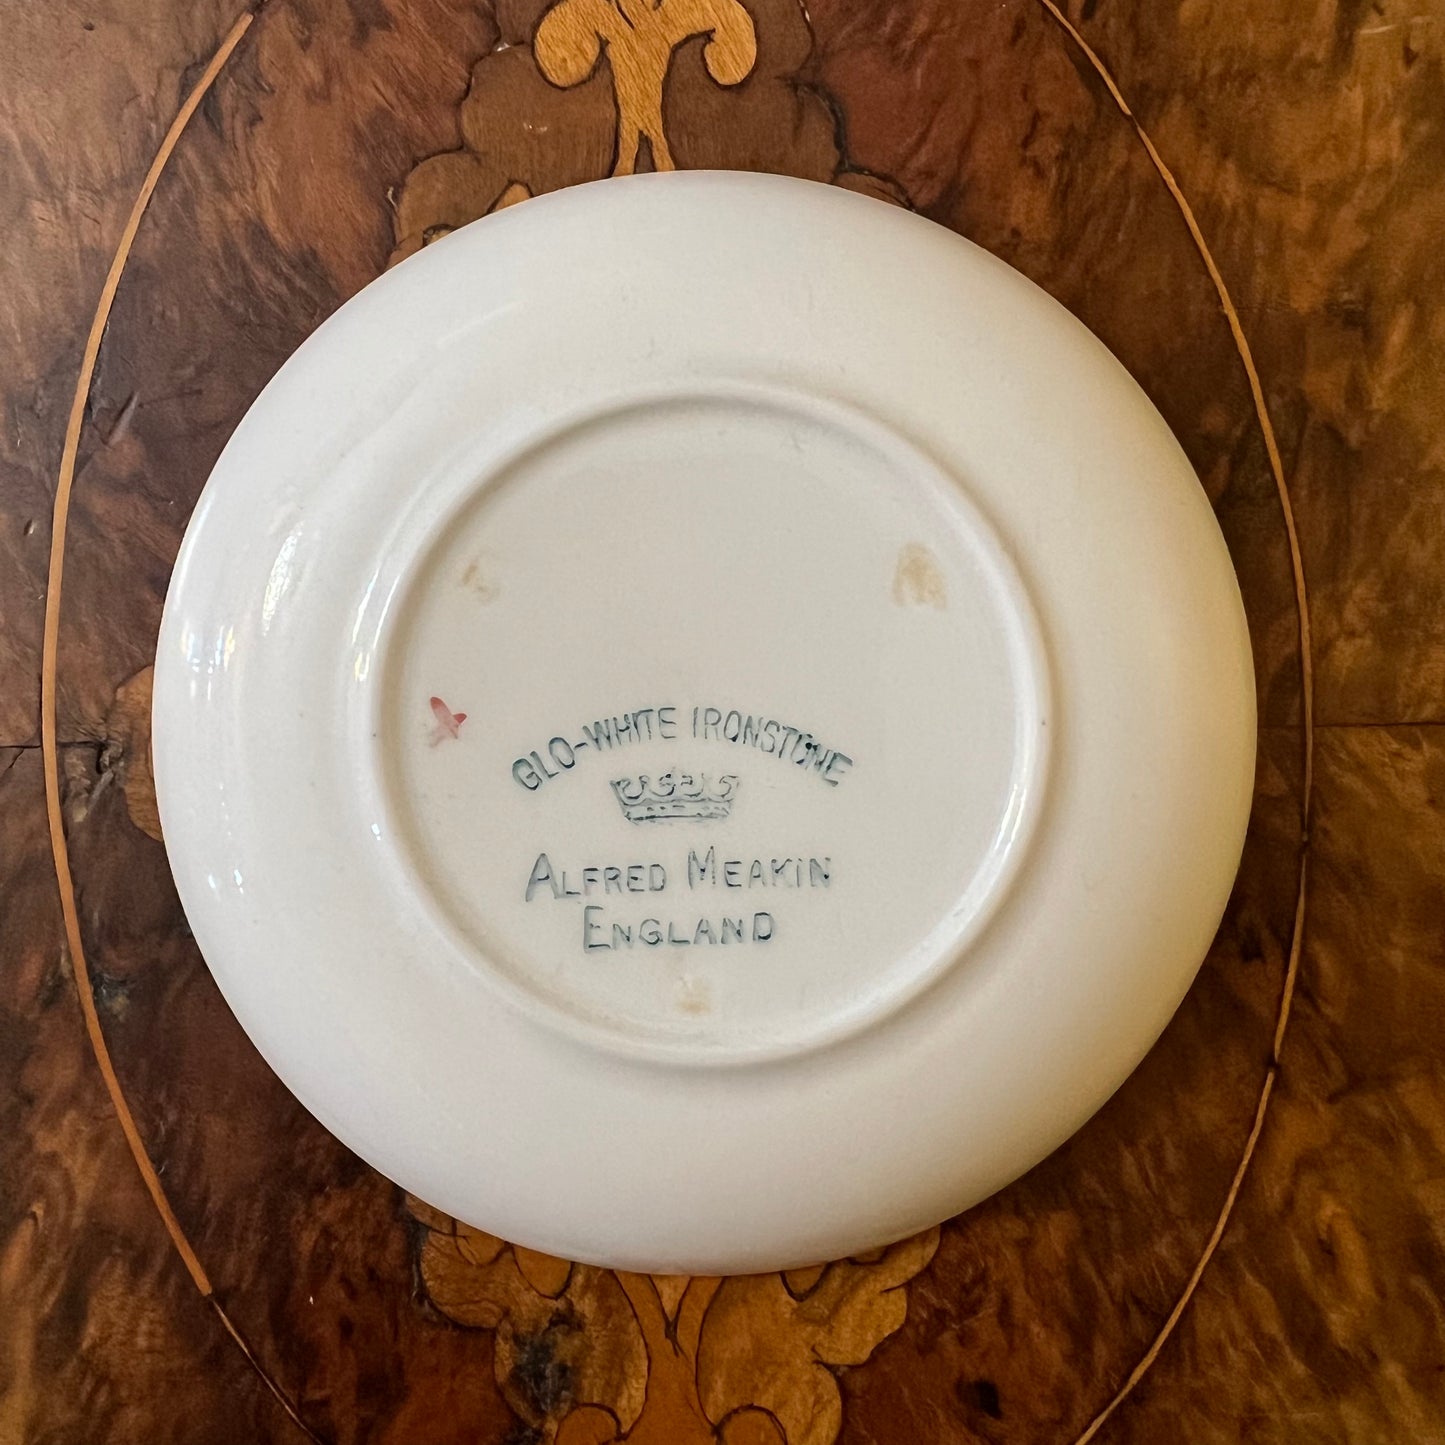 GLO-WHITE IRONSTONE
ALFRED MEAKIN
ENGLAND